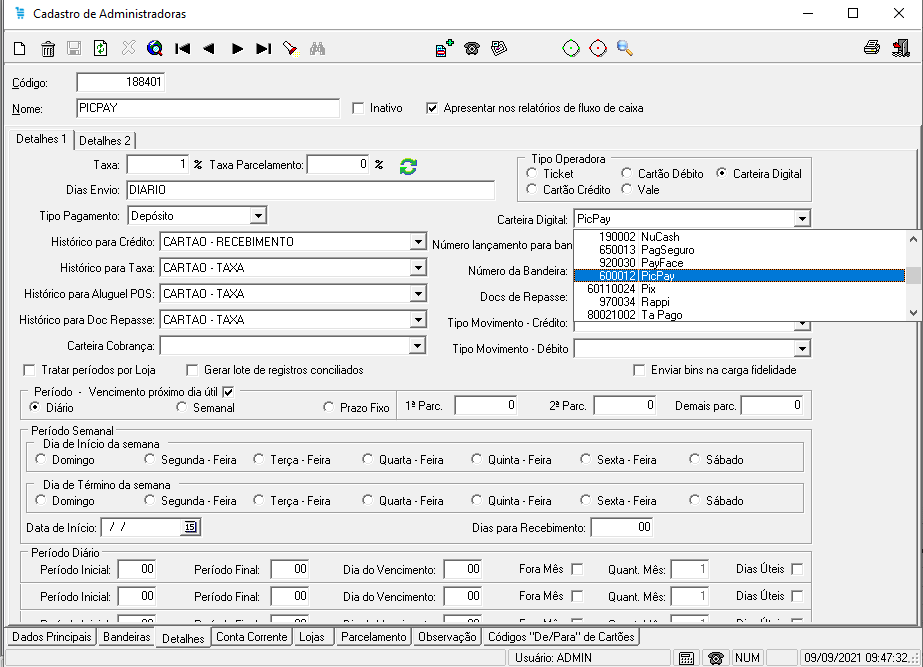 Cadastro de Administradoras
Código: 188401
Nome: PICPAY Inativo Apresentar nos relatórios de fluxo de caixa
Detalhes 1 Detalhes 2
Taxa: 1 % Taxa Parcelamento: 0 %
Tipo Operadora
Ticket Cartão Débito Carteira Digital
Cartão Crédito Vale
Dias Envio: DIARIO
Tipo Pagamento: Depósito
Carteira Digital: PicPay
190002 NuCash
650013 PagSeguro
920030 PayFace
600012 PicPay
60110024 Pix
970034 Rappi
80021002 Ta Pago
Histórico para Crédito: CARTAO - RECEBIMENTO
Número lançamento para ban
Histórico para Taxa: CARTAO - TAXA
Número da Bandeira:
Histórico para Aluguel POS: CARTAO - TAXA
Docs de Repasse:
Histórico para Doc Repasse: CARTAO - TAXA
Tipo Movimento - Crédito:
Carteira Cobrança:
Tipo Movimento - Débito
Tratar períodos por Loja Gerar lote de registros conciliados Enviar bins na carga fidelidade
Período - Vencimento próximo dia útil
Diário Semanal Prazo Fixo 1ª Parc. 0 2ª Parc. 0 Demais parc. 0
Período Semanal
Dia de Início da semana
Domingo Segunda - Feira Terça - Feira Quarta - Feira Quinta - Feira Sexta - Feira Sábado
Dia de Término da semana
Domingo Segunda - Feira Terça - Feira Quarta - Feira Quinta - Feira Sexta - Feira Sábado
Data de Início: / / 15 Dias para Recebimento: 00
Período Diário
Período Inicial: 00 Período Final: 00 Dia do Vencimento: 00 Fora Mês Quant. Mês: 1 Dias Úteis
Período Inicial: 00 Período Final: 00 Dia do Vencimento: 00 Fora Mês Quant. Mês: 1 Dias Úteis
Dados Principais Bandeiras Detalhes Conta Corrente Lojas Parcelamento Observação Códigos "De/Para" de Cartões
Usuário: ADMIN NUM 09/09/2021 09:47:32